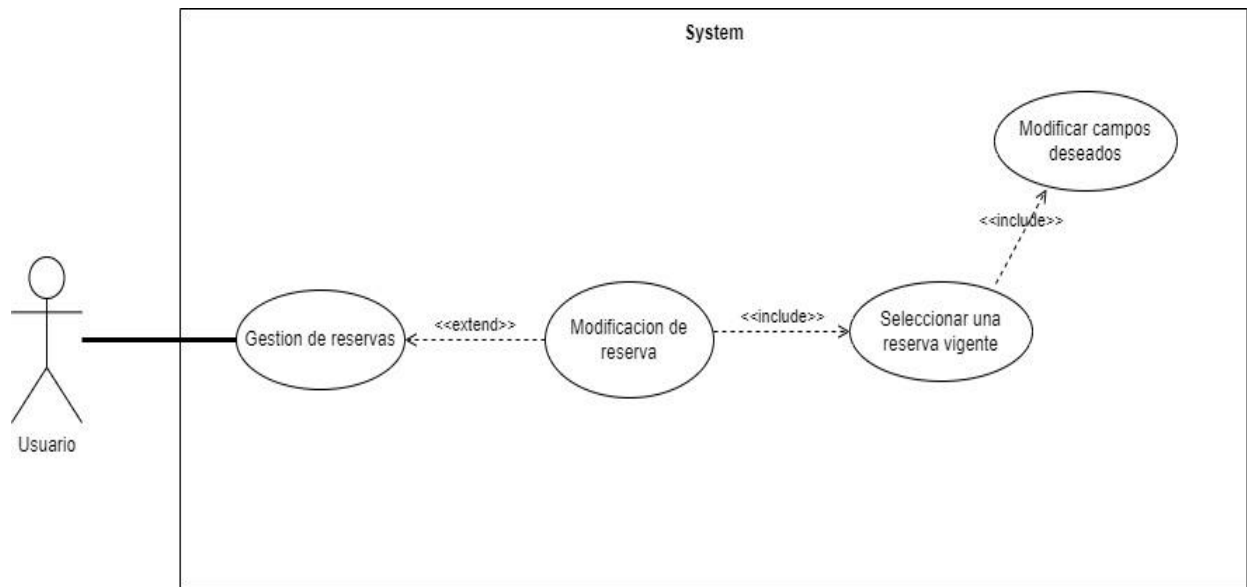 System
Modificar campos
deseados
<<include>>
Gestion de reservas
<<extend>>
Modificacion de
reserva
<<include>>
Seleccionar una
reserva vigente
Usuario